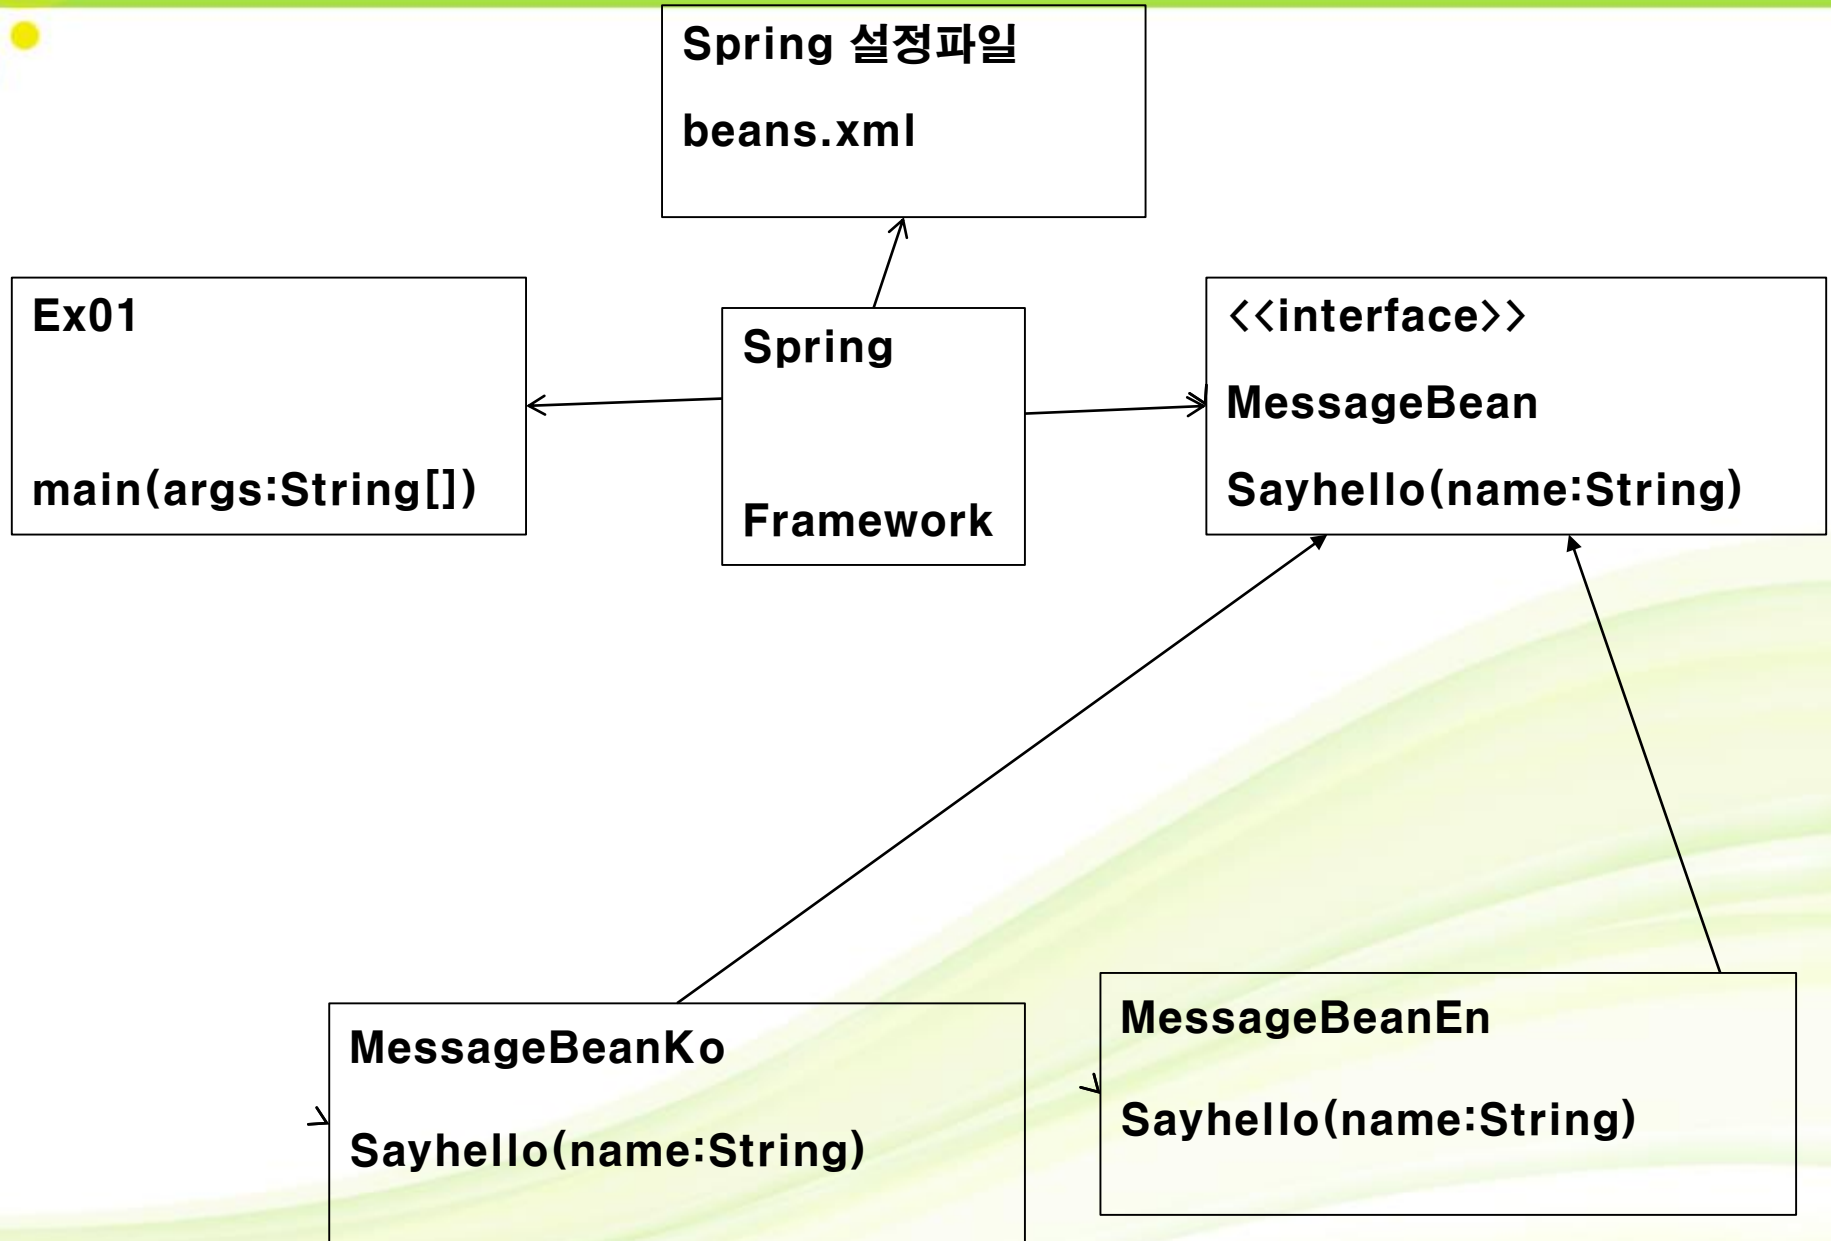 Spring 설정파일
beans.xml
Ex01
main(args:String[])
Spring
Framework
<<interface>>
MessageBean
Sayhello(name:String)
MessageBeanKo
Sayhello(name:String)
MessageBeanEn
Sayhello(name:String)